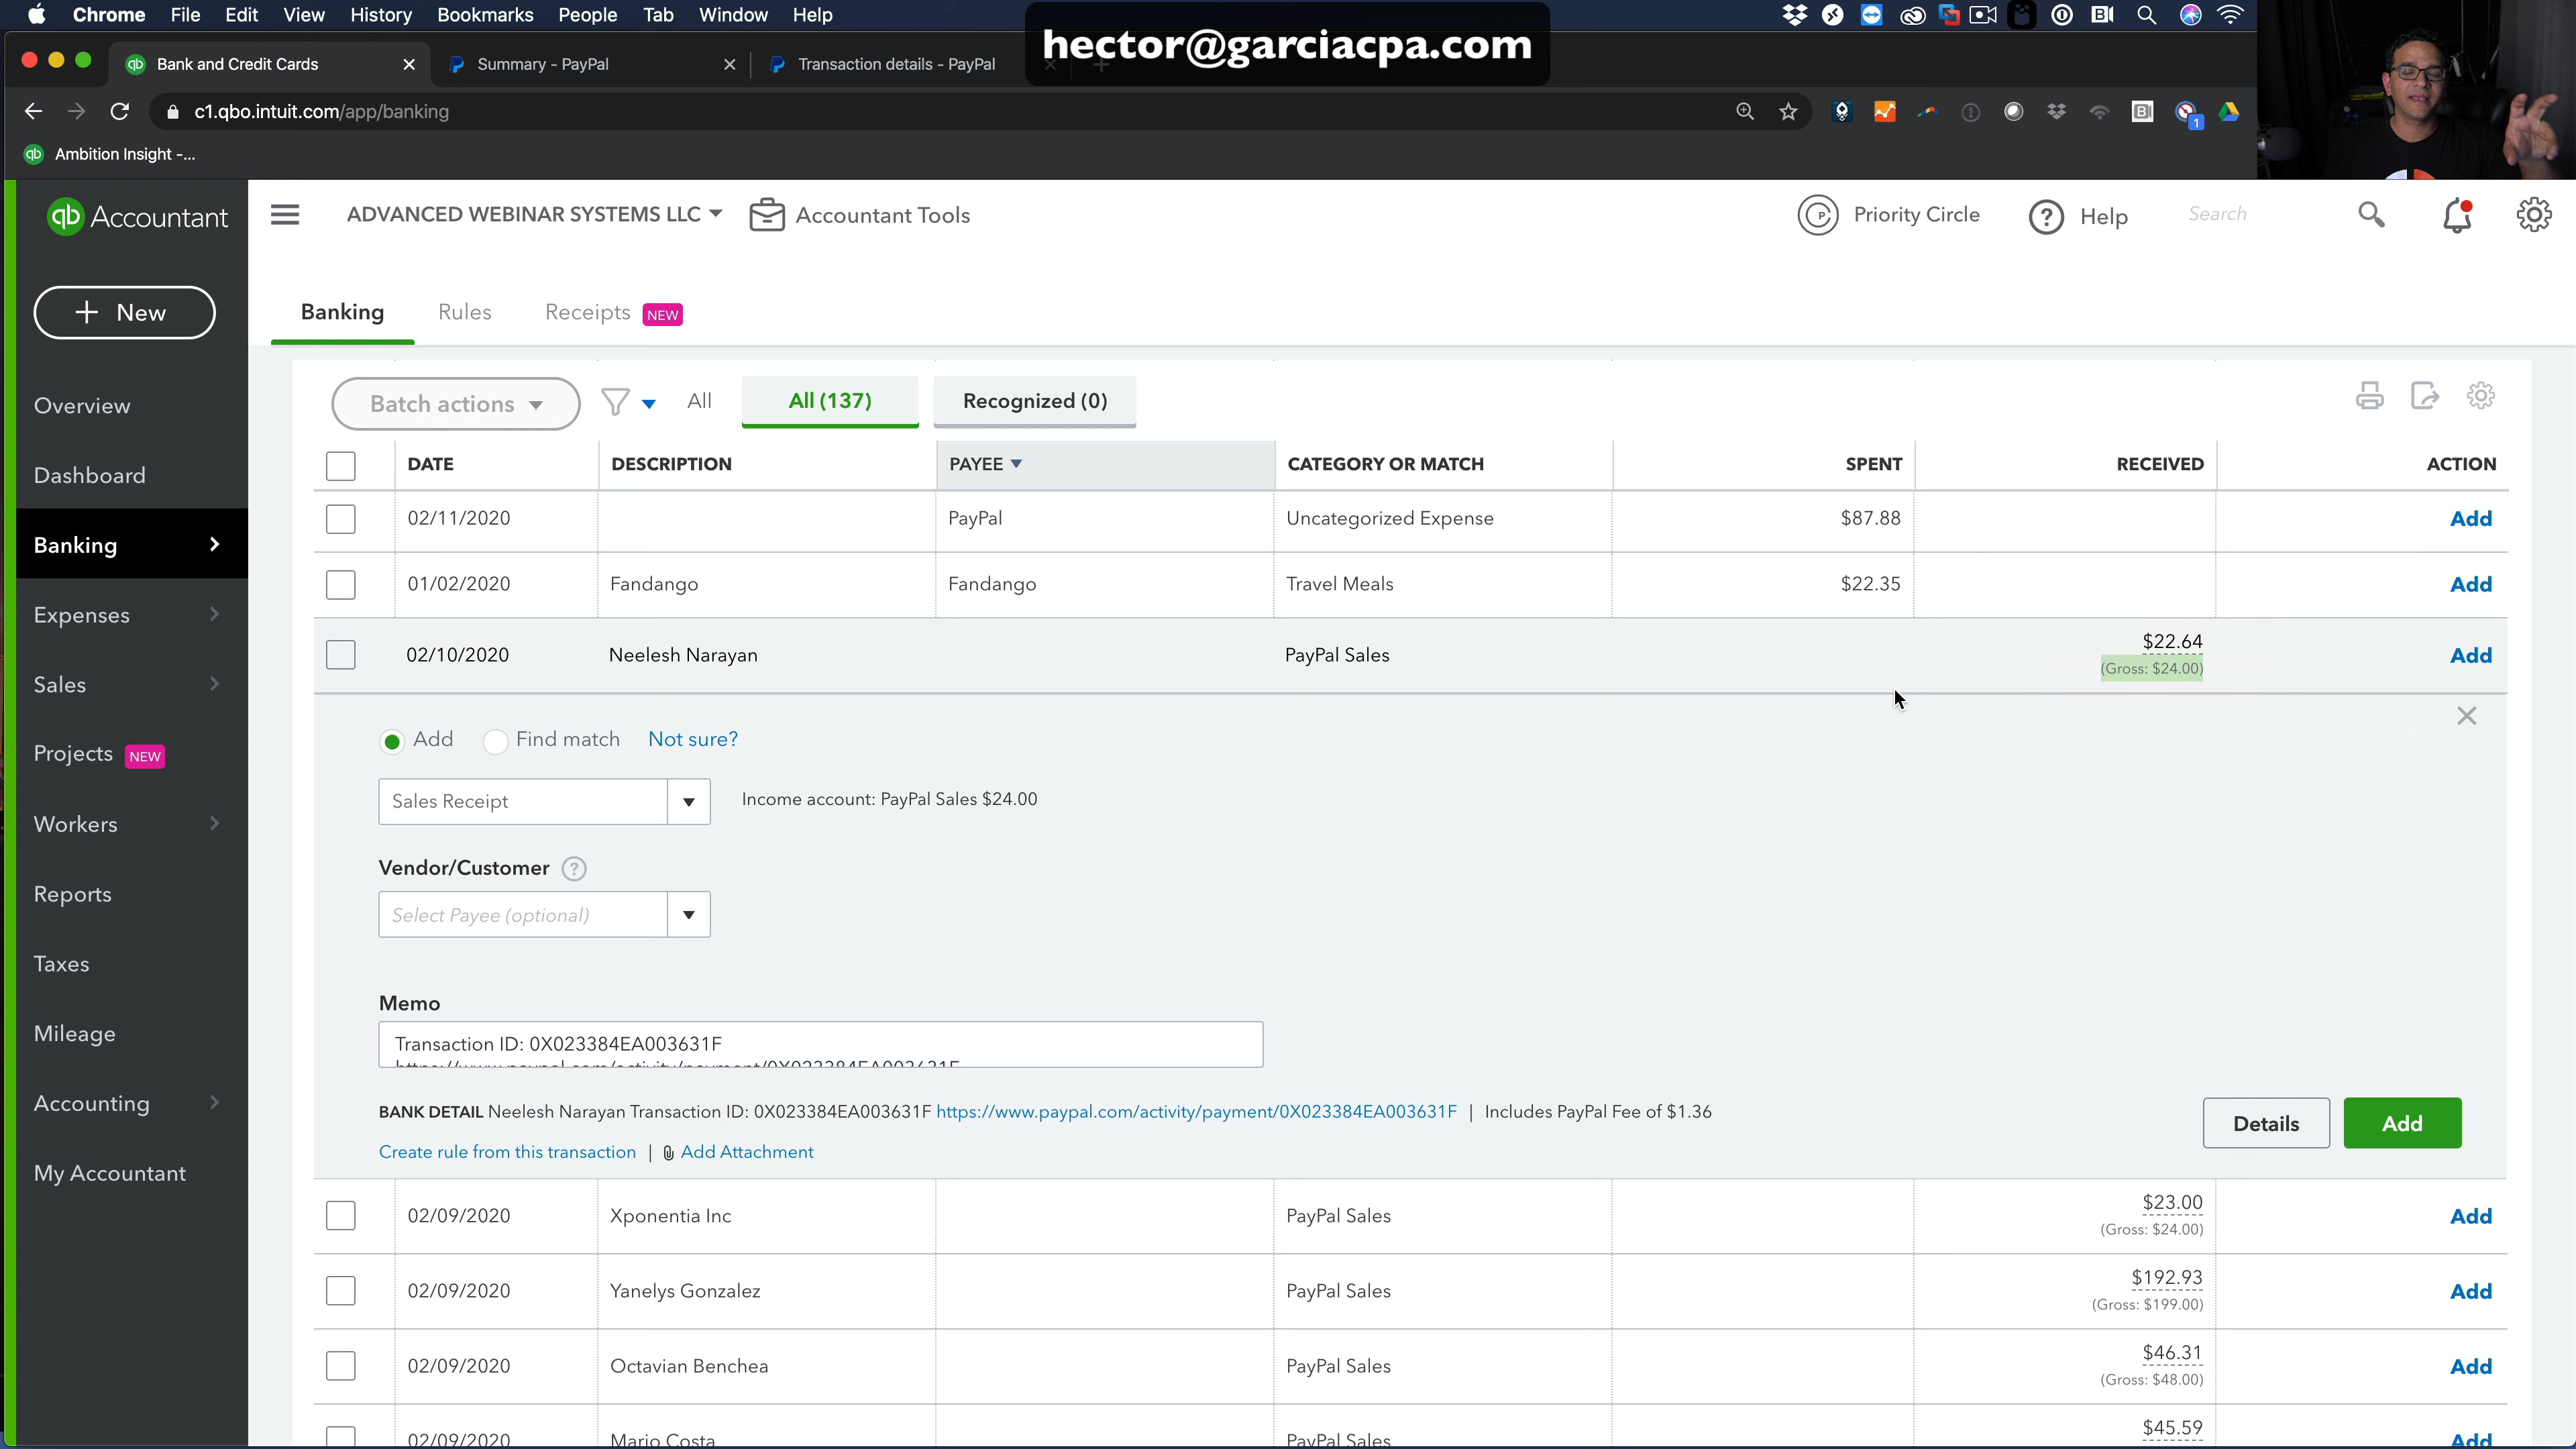 Chrome File Edit View History Bookmarks People Tab Window Help
hector@garciacpa.com
Bank and Credit Cards
Summary - PayPal
Transaction details - PayPal
c1.qbo.intuit.com/app/banking
1
Ambition Insight -...
qb Accountant
ADVANCED WEBINAR SYSTEMS LLC
Accountant Tools
Priority Circle
Help
Search
+ New
Banking Rules Receipts NEW
Overview
Dashboard
Banking
Expenses
Sales
Projects NEW
Workers
Reports
Taxes
Mileage
Accounting
My Accountant
Batch actions All All (137) Recognized (0)
DATE DESCRIPTION PAYEE CATEGORY OR MATCH SPENT RECEIVED ACTION
02/11/2020 PayPal Uncategorized Expense $87.88 Add
01/02/2020 Fandango Fandango Travel Meals $22.35 Add
02/10/2020 Neelesh Narayan PayPal Sales $22.64 Add
(Gross: $24.00)
Add Find match Not sure?
Sales Receipt Income account: PayPal Sales $24.00
Vendor/Customer ?
Select Payee (optional)
Memo
Transaction ID: 0X023384EA003631F
https://www.paypal.com/activity/payment/0X023384EA003631F
BANK DETAIL Neelesh Narayan Transaction ID: 0X023384EA003631F https://www.paypal.com/activity/payment/0X023384EA003631F | Includes PayPal Fee of $1.36
Details Add
Create rule from this transaction | Add Attachment
02/09/2020 Xponentia Inc PayPal Sales $23.00 Add
(Gross: $24.00)
02/09/2020 Yanelys Gonzalez PayPal Sales $192.93 Add
(Gross: $199.00)
02/09/2020 Octavian Benchea PayPal Sales $46.31 Add
(Gross: $48.00)
02/09/2020 Mario Costa PayPal Sales $45.59 Add